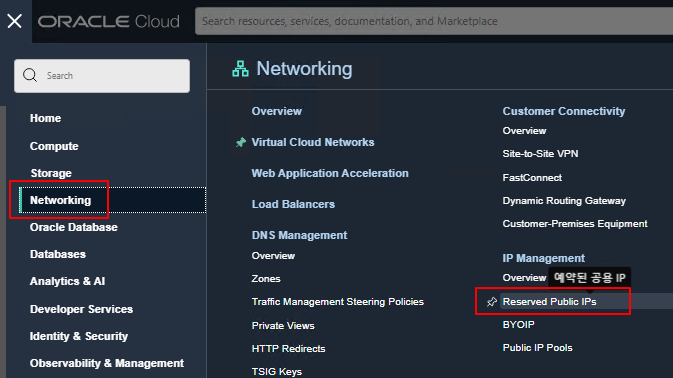 ORACLE Cloud
Search resources, services, documentation, and Marketplace
Search
Home
Compute
Storage
Networking
Oracle Database
Databases
Analytics & AI
Developer Services
Identity & Security
Observability & Management
Networking
Overview
Virtual Cloud Networks
Web Application Acceleration
Load Balancers
DNS Management
Overview
Zones
Traffic Management Steering Policies
Private Views
HTTP Redirects
TSIG Keys
Customer Connectivity
Overview
Site-to-Site VPN
FastConnect
Dynamic Routing Gateway
Customer-Premises Equipment
IP Management
예약된 공용 IP
Overview
Reserved Public IPs
BYOIP
Public IP Pools